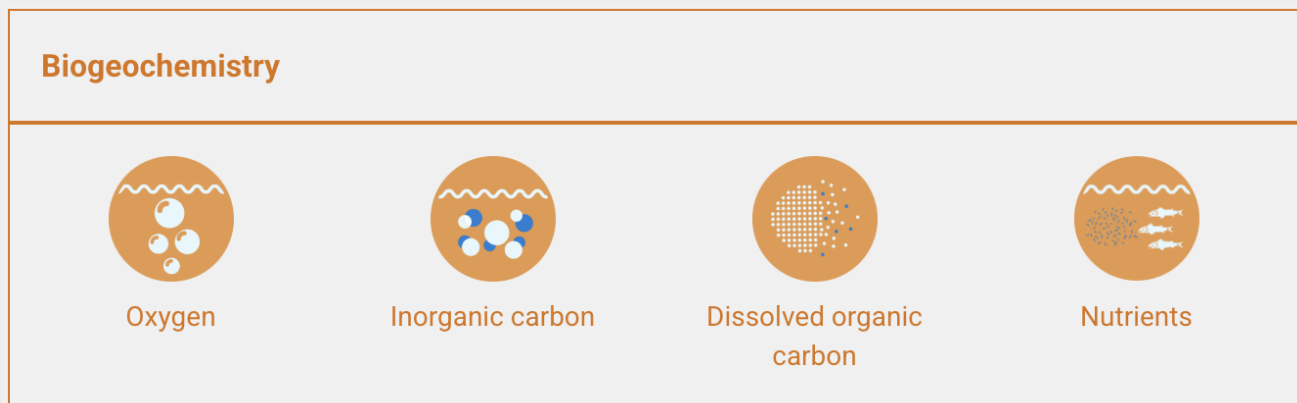 Biogeochemistry
Oxygen
Inorganic carbon
Dissolved organic
carbon
Nutrients